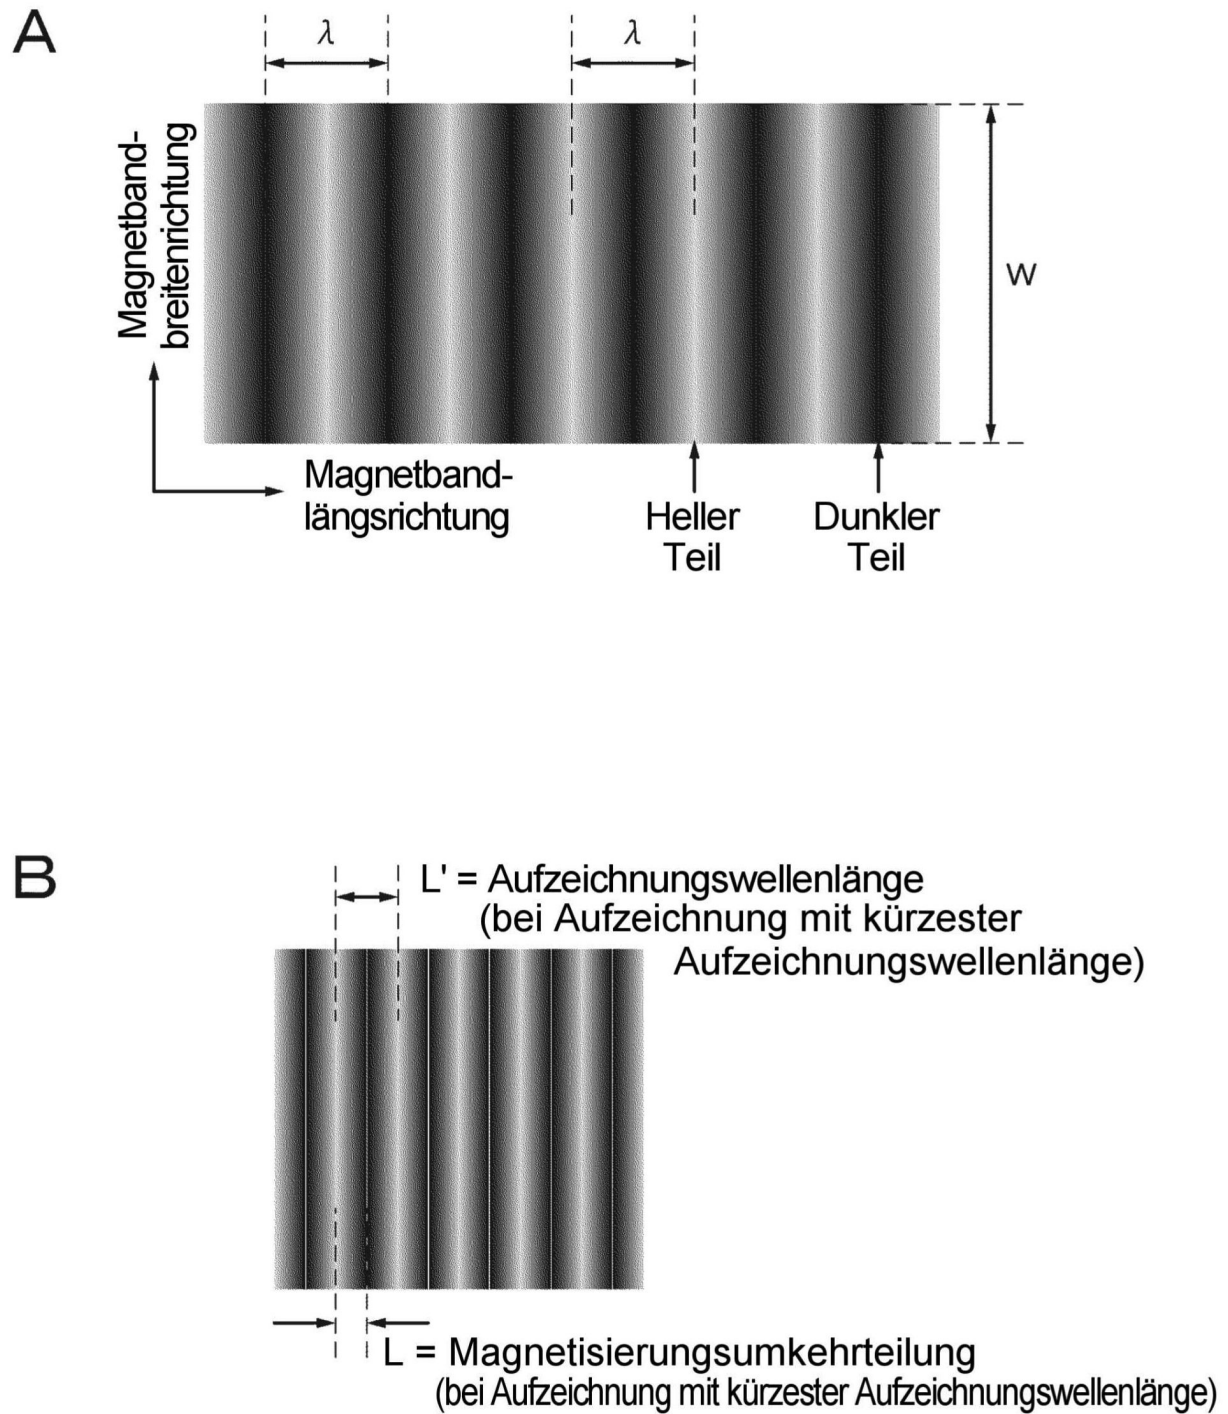 A
λ
λ
Magnetband-
breitenrichtung
W
Magnetband-
längsrichtung
Heller
Teil
Dunkler
Teil
B
L' = Aufzeichnungswellenlänge
(bei Aufzeichnung mit kürzester
Aufzeichnungswellenlänge)
L = Magnetisierungsumkehrteilung
(bei Aufzeichnung mit kürzester Aufzeichnungswellenlänge)